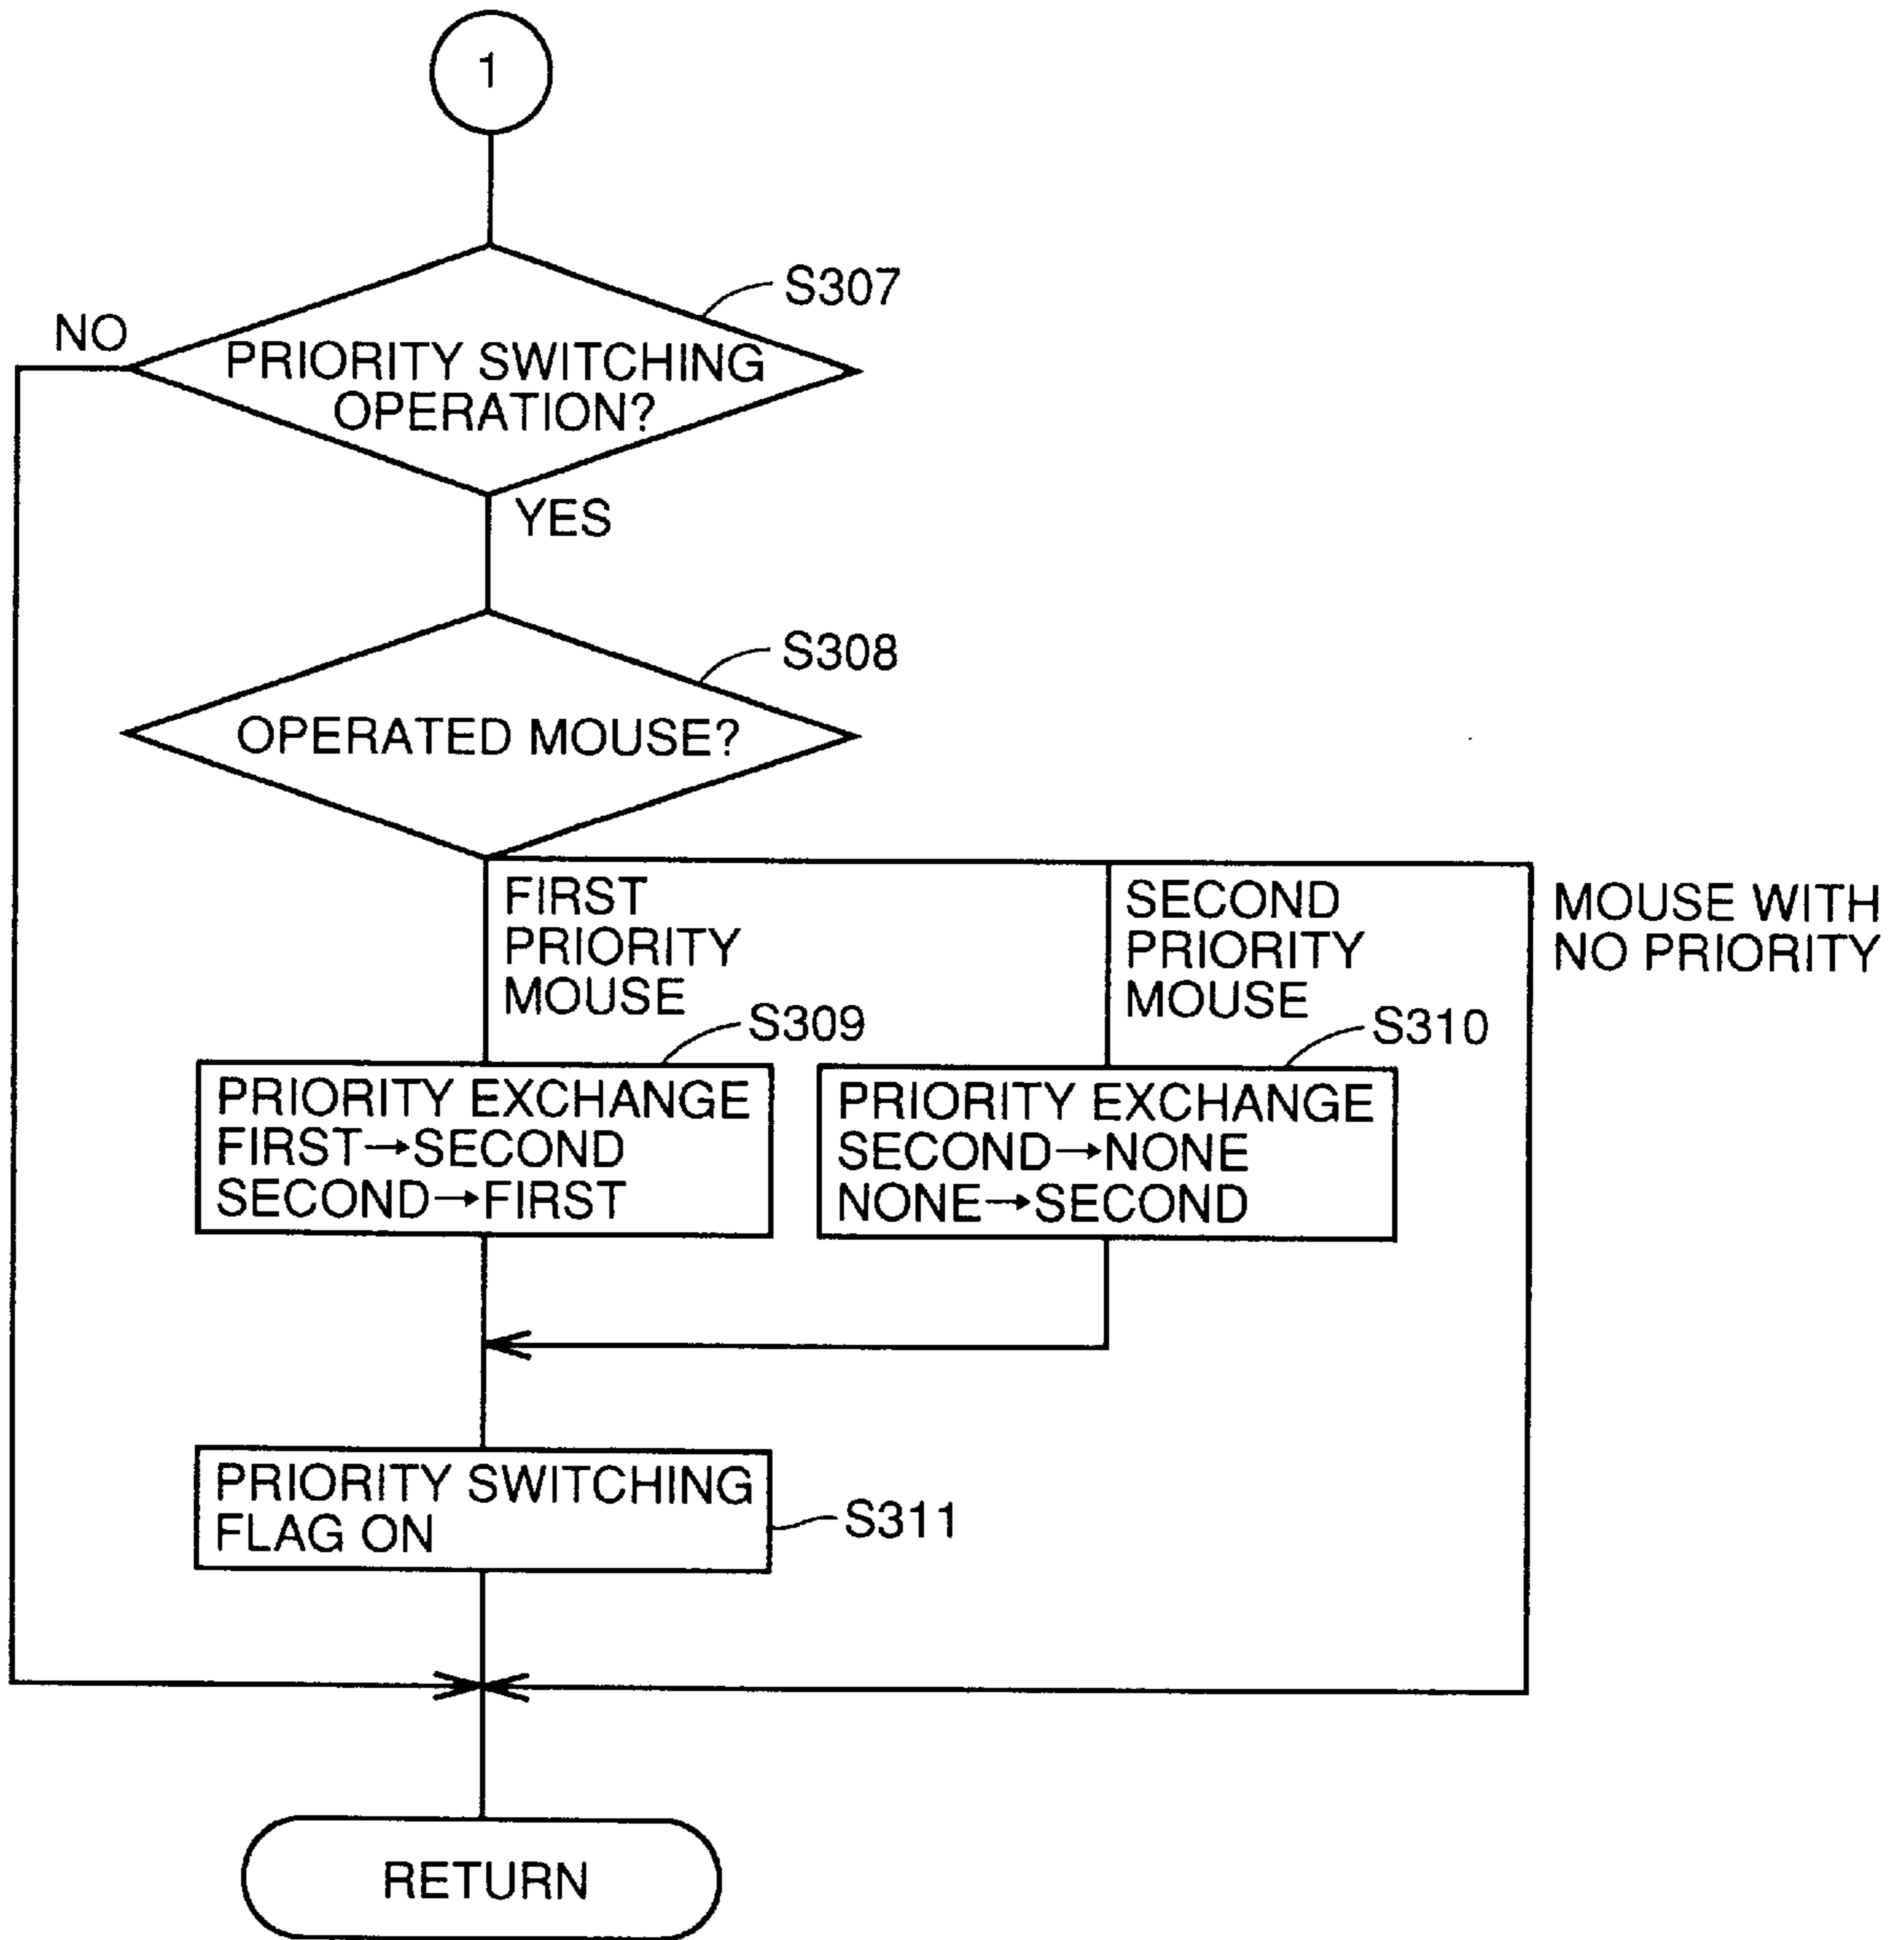 1
S307
NO
PRIORITY SWITCHING
OPERATION?
YES
S308
OPERATED MOUSE?
FIRST
PRIORITY
MOUSE
SECOND
PRIORITY
MOUSE
MOUSE WITH
NO PRIORITY
S309
S310
PRIORITY EXCHANGE
FIRST→SECOND
SECOND→FIRST
PRIORITY EXCHANGE
SECOND→NONE
NONE→SECOND
PRIORITY SWITCHING
FLAG ON
S311
RETURN